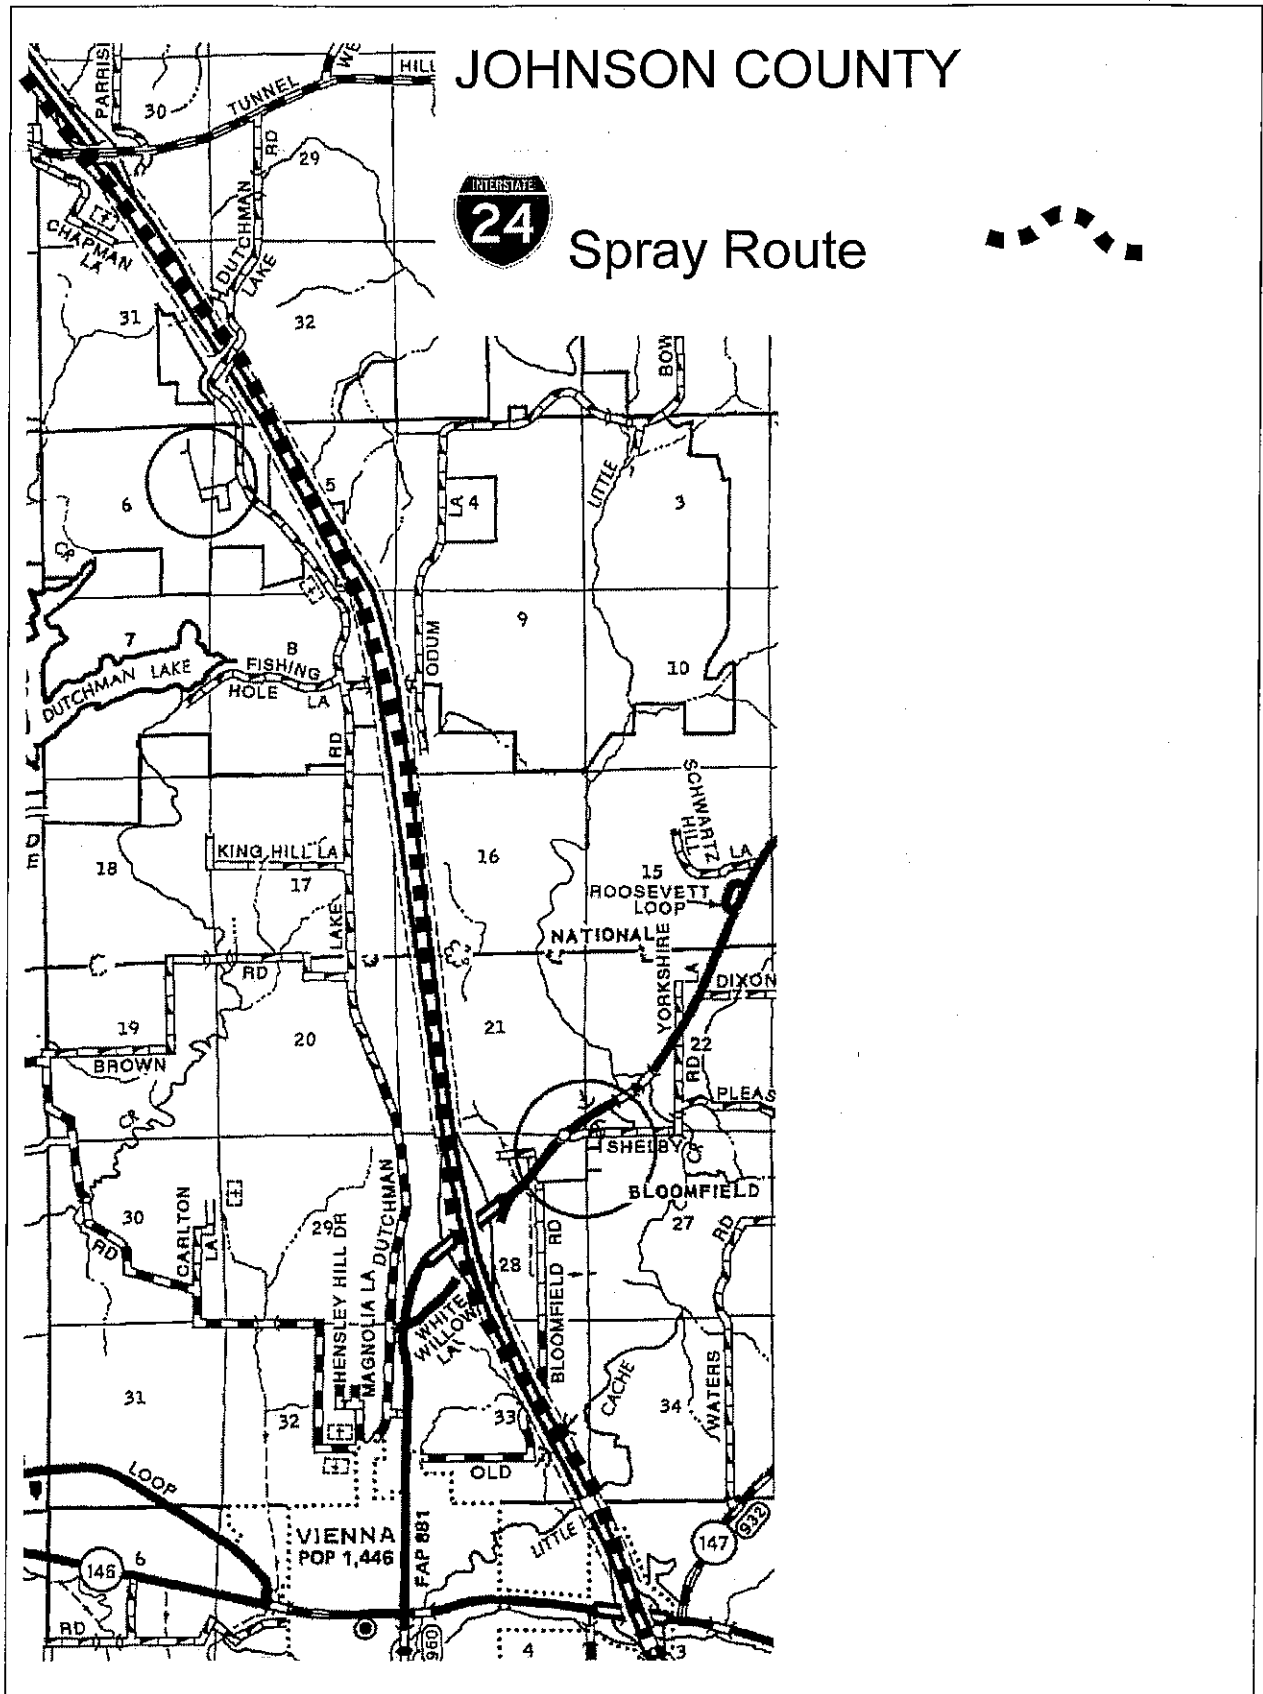 JOHNSON COUNTY
INTERSTATE
24
Spray Route
PARRIS
WE
HILL
30
TUNNEL
RD
29
CHAPMAN
LA
DUTCHMAN
LAKE
31
32
BOW
LITTLE
6
5
LA
4
3
CR
7
DUTCHMAN LAKE
8
FISHING
HOLE
LA
ODUM
9
10
RD
SCHWARTZ
HILL
LA
DE
18
KING HILL LA
17
16
15
ROOSEVETT
LOOP
LAKE
NATIONAL
YORKSHIRE
LA
RD
DIXON
19
20
21
22
BROWN
RD
PLEAS
CR
SHELBY
CR
BLOOMFIELD
30
RD
CARLTON
LA
29
HENSLEY HILL DR
MAGNOLIA LA
DUTCHMAN
28
BLOOMFIELD RD
27
RD
WHITE
WILLOW
LA
CACHE
31
32
33
34
WATERS
OLD
LOOP
VIENNA
POP 1,446
FAP 881
LITTLE
147
932
146
6
RD
960
4
3